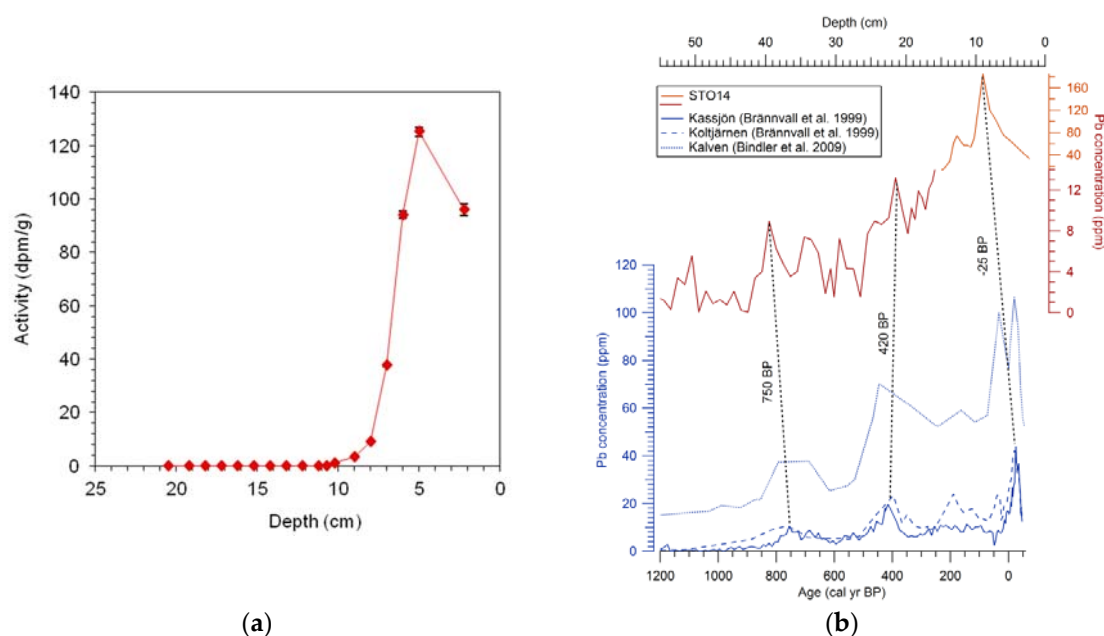 140
120
100
80
60
40
20
0
Activity (dpm/g)
25 20 15 10 5 0
Depth (cm)
(a)
Depth (cm)
50 40 30 20 10 0
STO14
Kassjön (Brännvall et al. 1999)
Koltjärnen (Brännvall et al. 1999)
Kalven (Bindler et al. 2009)
160
120
80
40
Pb concentration (ppm)
12
8
4
0
Pb concentration (ppm)
120
100
80
60
40
20
0
Pb concentration (ppm)
750 BP
420 BP
-25 BP
1200 1000 800 600 400 200 0
Age (cal yr BP)
(b)